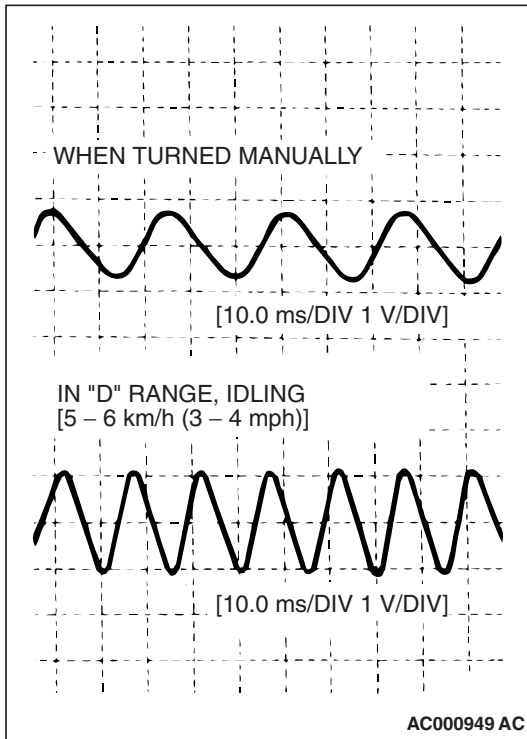 WHEN TURNED MANUALLY
[10.0 ms/DIV 1 V/DIV]
IN "D" RANGE, IDLING
[5 – 6 km/h (3 – 4 mph)]
[10.0 ms/DIV 1 V/DIV]
AC000949 AC